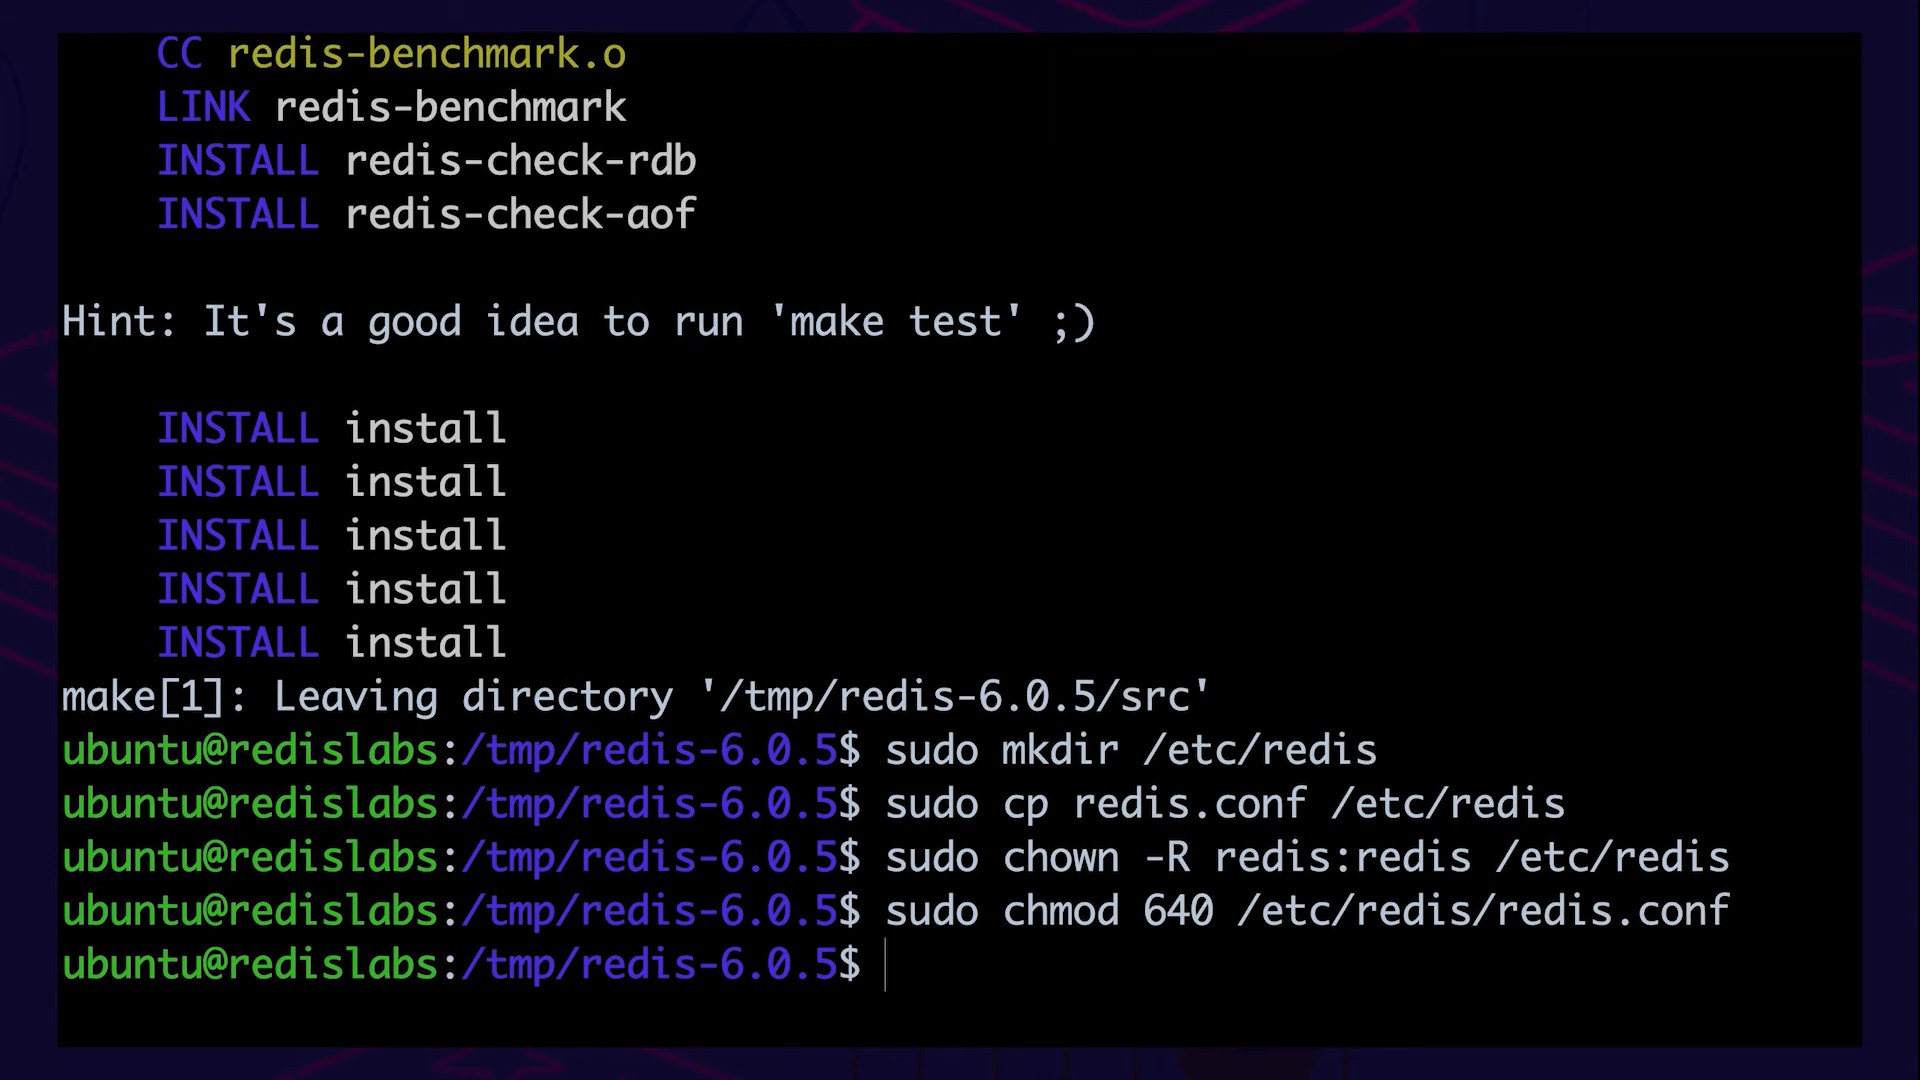 CC redis-benchmark.o
LINK redis-benchmark
INSTALL redis-check-rdb
INSTALL redis-check-aof
Hint: It's a good idea to run 'make test' ;)
INSTALL install
INSTALL install
INSTALL install
INSTALL install
INSTALL install
make[1]: Leaving directory '/tmp/redis-6.0.5/src'
ubuntu@redislabs:/tmp/redis-6.0.5$ sudo mkdir /etc/redis
ubuntu@redislabs:/tmp/redis-6.0.5$ sudo cp redis.conf /etc/redis
ubuntu@redislabs:/tmp/redis-6.0.5$ sudo chown -R redis:redis /etc/redis
ubuntu@redislabs:/tmp/redis-6.0.5$ sudo chmod 640 /etc/redis/redis.conf
ubuntu@redislabs:/tmp/redis-6.0.5$